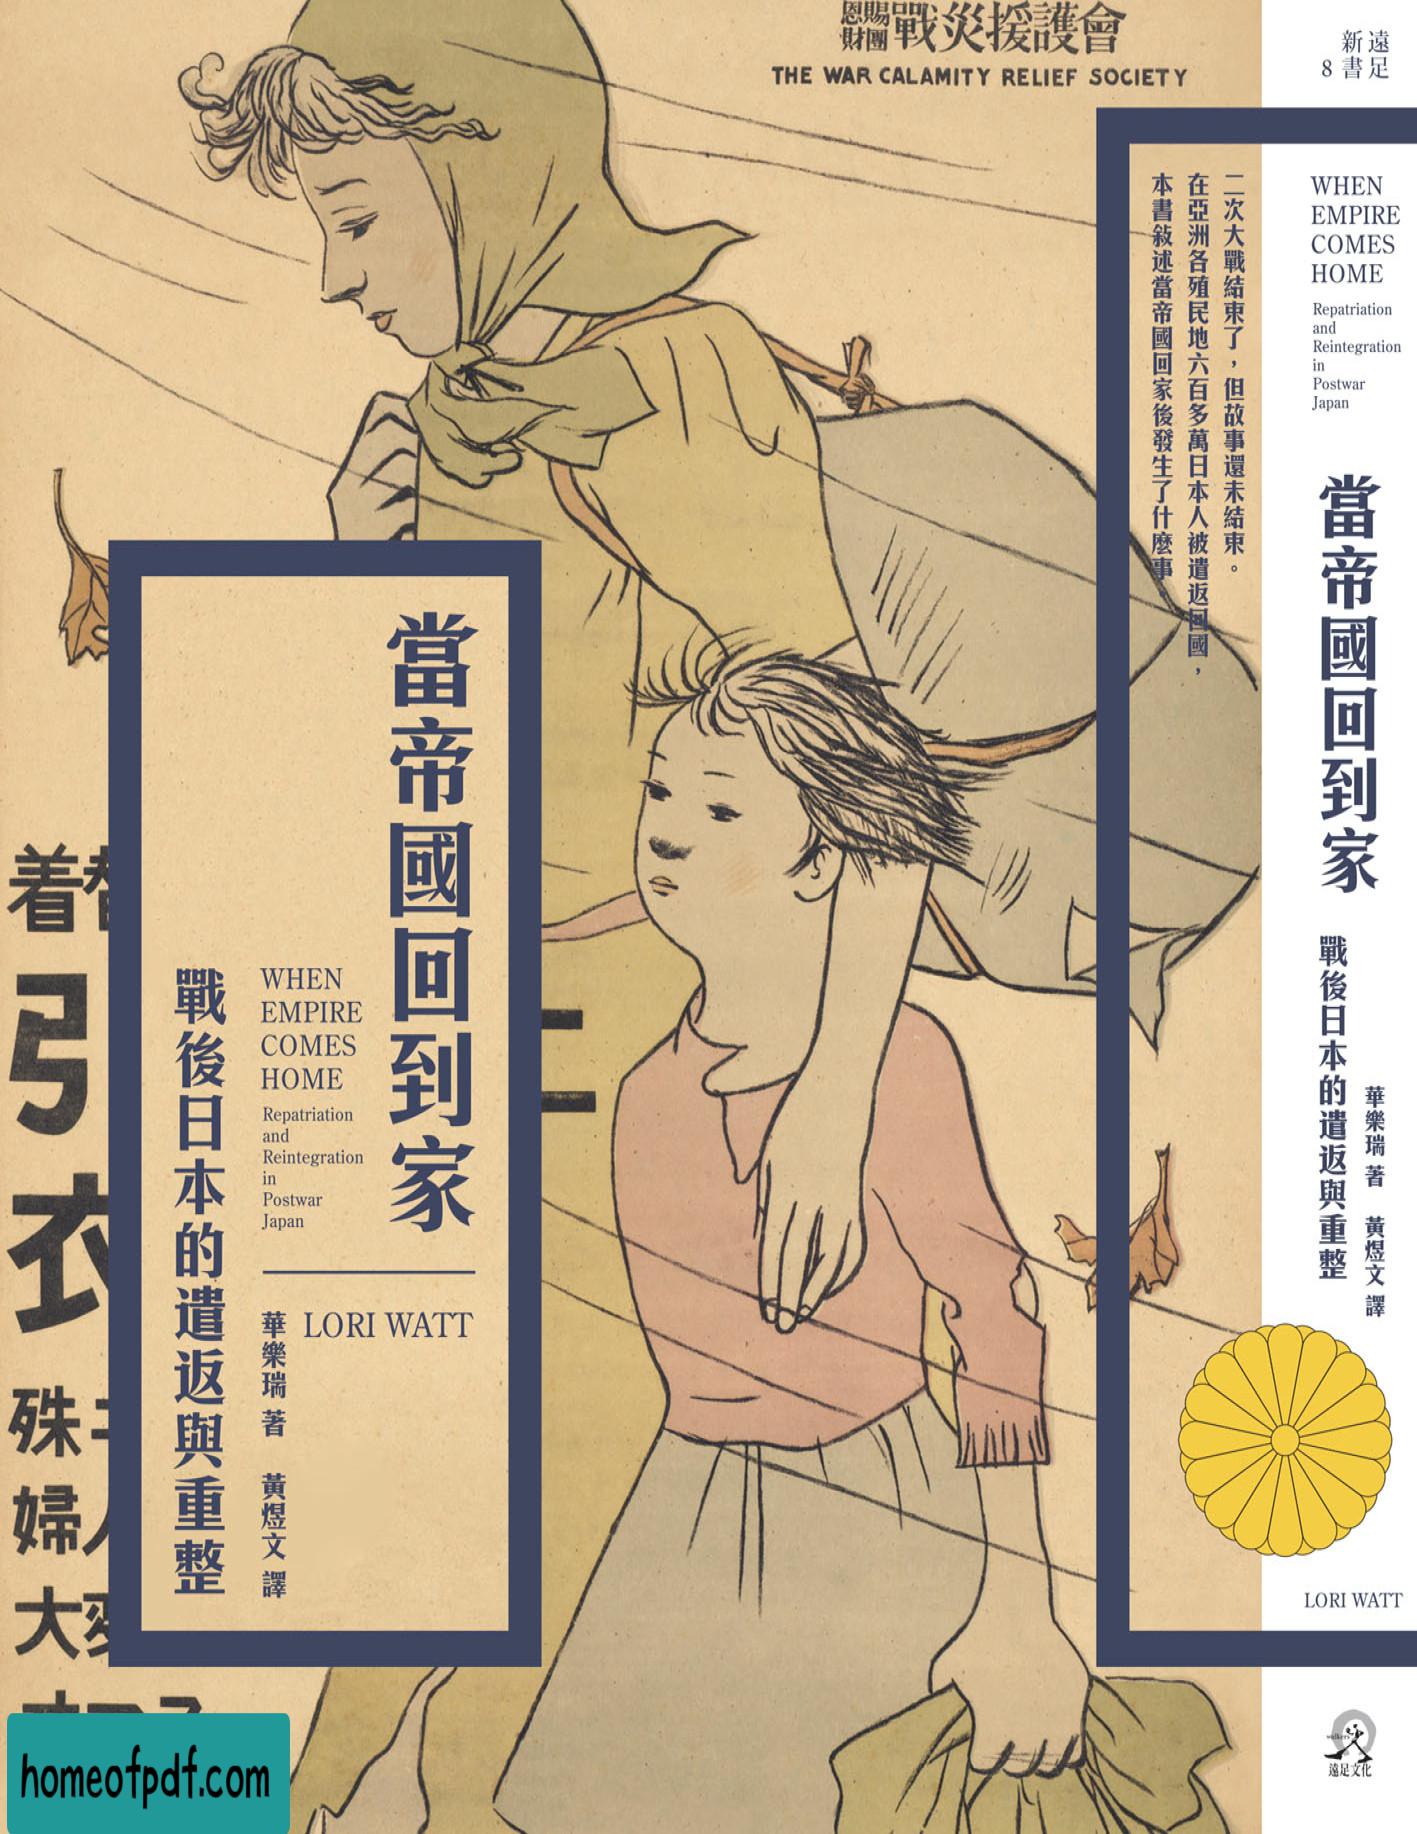 恩賜
財團
戰災援護會
THE WAR CALAMITY RELIEF SOCIETY
當帝國回到家
WHEN
EMPIRE
COMES
HOME
Repatriation
and
Reintegration
in
Postwar
Japan
戰後日本的遣返與重整
LORI WATT
華樂瑞 著 黃煜文 譯
着
引
衣
殊
婦人
大麥
homeofpdf.com
二次大戰結束了，但故事還未結束。
在亞洲各殖民地六百多萬日本人被遣返回國，
本書敘述當帝國回家後發生了什麼事
遠足
新書
8
WHEN
EMPIRE
COMES
HOME
Repatriation
and
Reintegration
in
Postwar
Japan
當帝國回到家
戰後日本的遣返與重整
華樂瑞 著 黃煜文 譯
LORI WATT
walkers
遠足文化